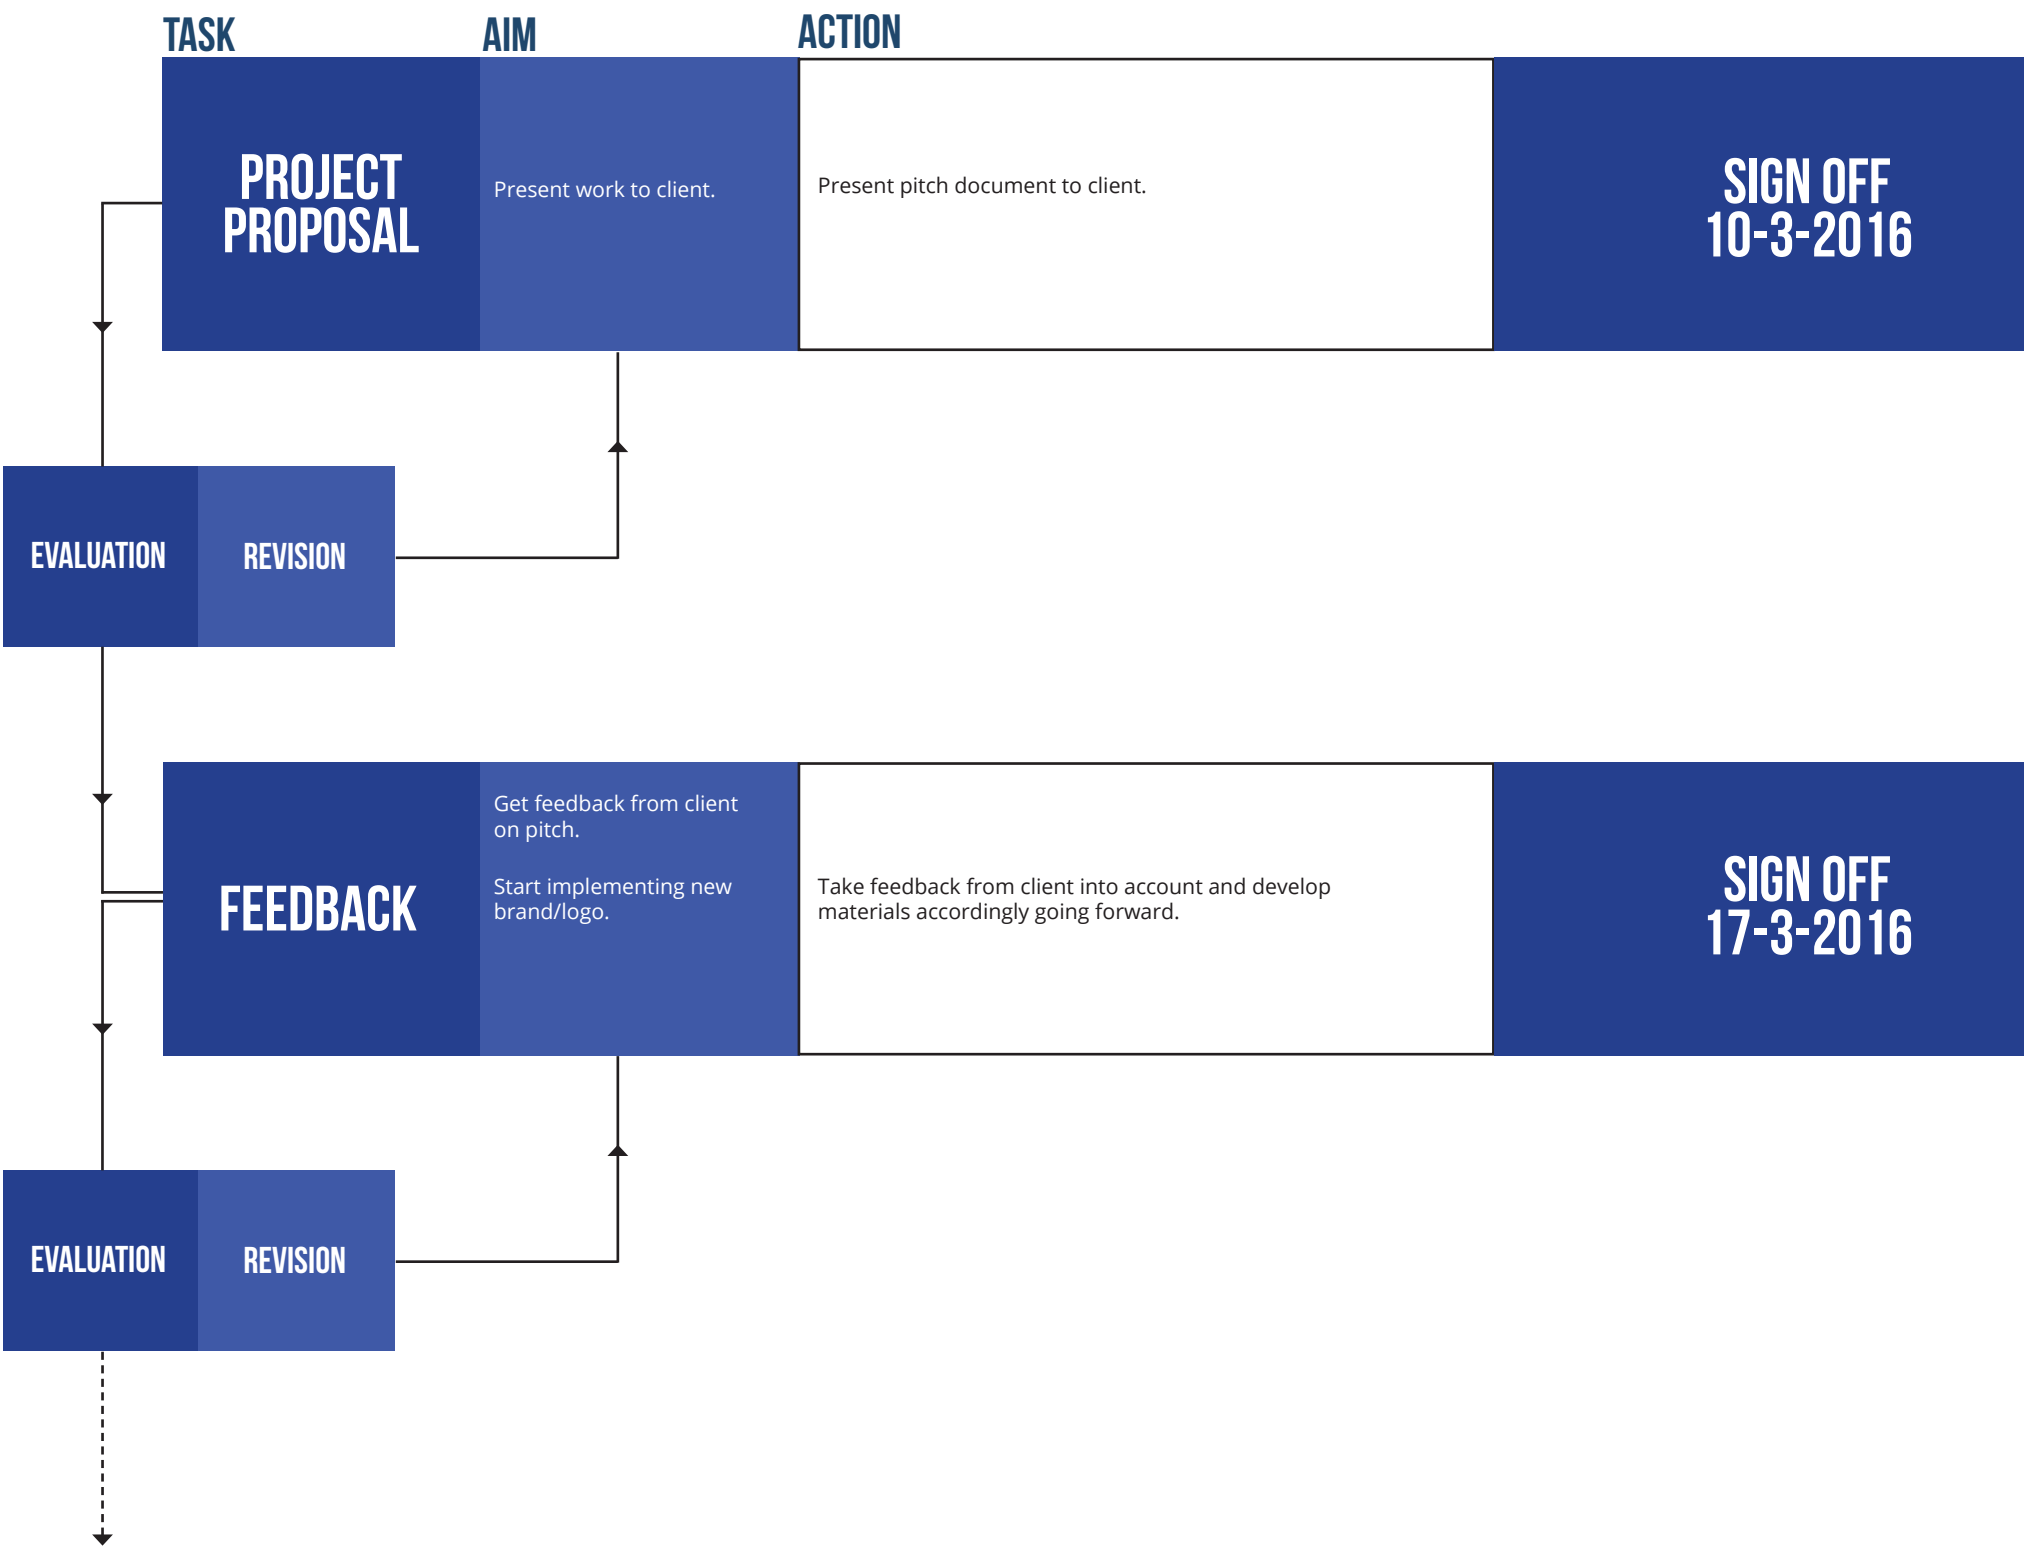 TASK
AIM
ACTION
PROJECT
PROPOSAL
Present work to client.
Present pitch document to client.
SIGN OFF
10-3-2016
EVALUATION
REVISION
FEEDBACK
Get feedback from client
on pitch.
Start implementing new
brand/logo.
Take feedback from client into account and develop
materials accordingly going forward.
SIGN OFF
17-3-2016
EVALUATION
REVISION